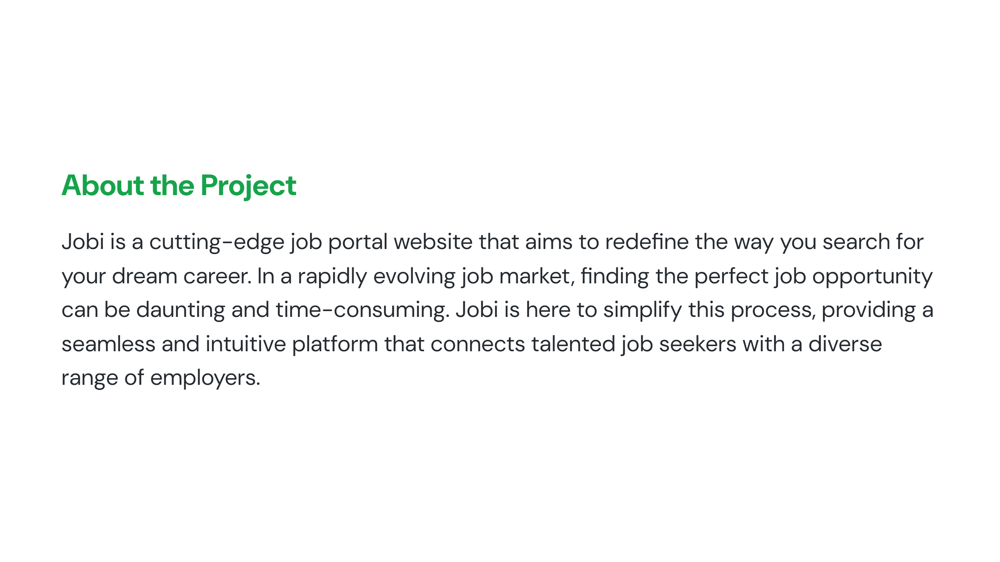 About the Project
Jobi is a cutting-edge job portal website that aims to redefine the way you search for
your dream career. In a rapidly evolving job market, finding the perfect job opportunity
can be daunting and time-consuming. Jobi is here to simplify this process, providing a
seamless and intuitive platform that connects talented job seekers with a diverse
range of employers.